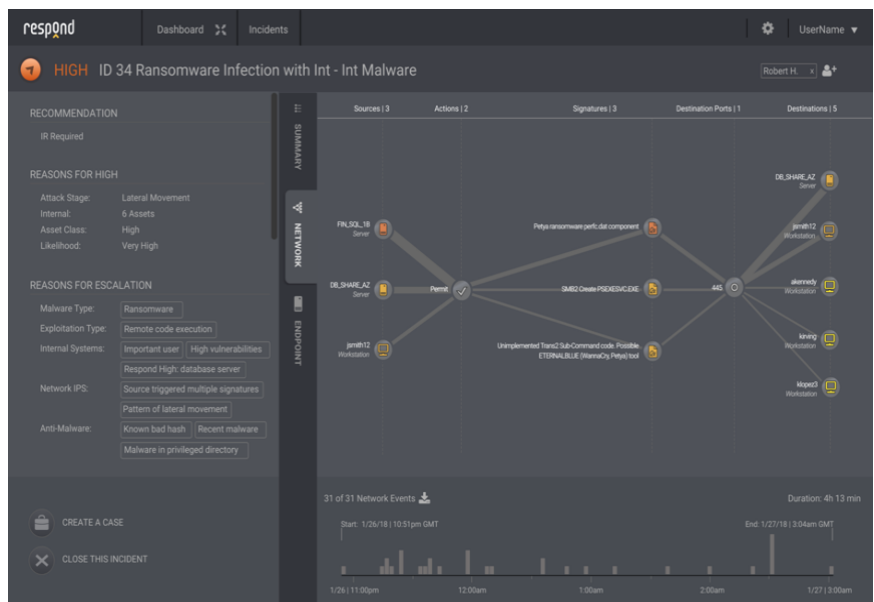 respond
Dashboard
Incidents
UserName ▼
HIGH ID 34 Ransomware Infection with Int - Int Malware
Robert H. x
RECOMMENDATION
IR Required
REASONS FOR HIGH
Attack Stage: Lateral Movement
Internal: 6 Assets
Asset Class: High
Likelihood: Very High
REASONS FOR ESCALATION
Malware Type: Ransomware
Exploitation Type: Remote code execution
Internal Systems: Important user High vulnerabilities
Respond High: database server
Network IPS: Source triggered multiple signatures
Pattern of lateral movement
Anti-Malware: Known bad hash Recent malware
Malware in privileged directory
CREATE A CASE
CLOSE THIS INCIDENT
SUMMARY
NETWORK
ENDPOINT
Sources | 3 Actions | 2 Signatures | 3 Destination Ports | 1 Destinations | 5
FIN_SQL_18
Server
DB_SHARE_AZ
Server
jsmith12
Workstation
Permit
Petya ransomware perfc.dat component
SMB2 Create PSEXESVC.EXE
Unimplemented Trans2 Sub-Command code. Possible
ETERNALBLUE (WannaCry, Petya) tool
445
DB_SHARE_AZ
Server
jsmith12
Workstation
akennedy
Workstation
kirving
Workstation
klopez3
Workstation
31 of 31 Network Events
Duration: 4h 13 min
Start: 1/26/18 | 10:51pm GMT
End: 1/27/18 | 3:04am GMT
1/26 | 11:00pm 12:00am 1:00am 2:00am 1/27 | 3:00am